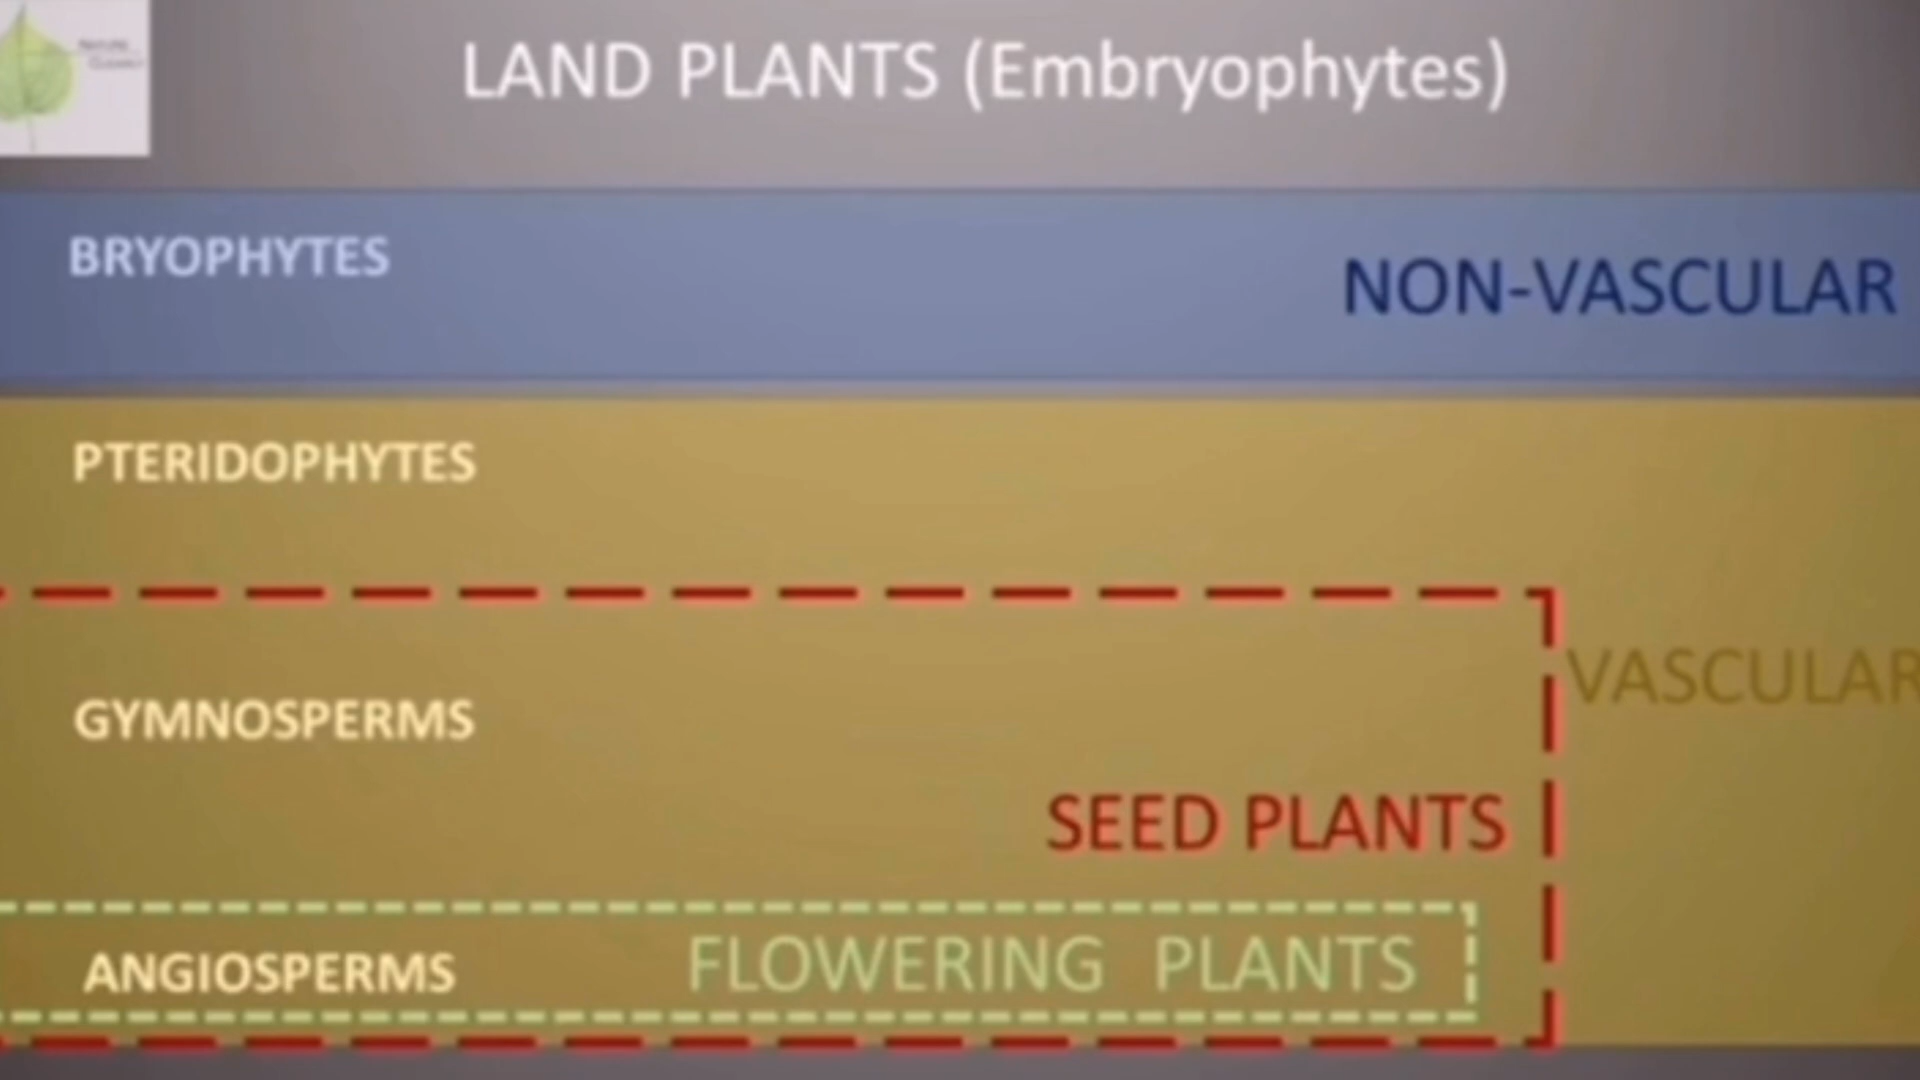 LAND PLANTS (Embryophytes)
BRYOPHYTES
NON-VASCULAR
PTERIDOPHYTES
VASCULAR
GYMNOSPERMS
SEED PLANTS
ANGIOSPERMS
FLOWERING PLANTS